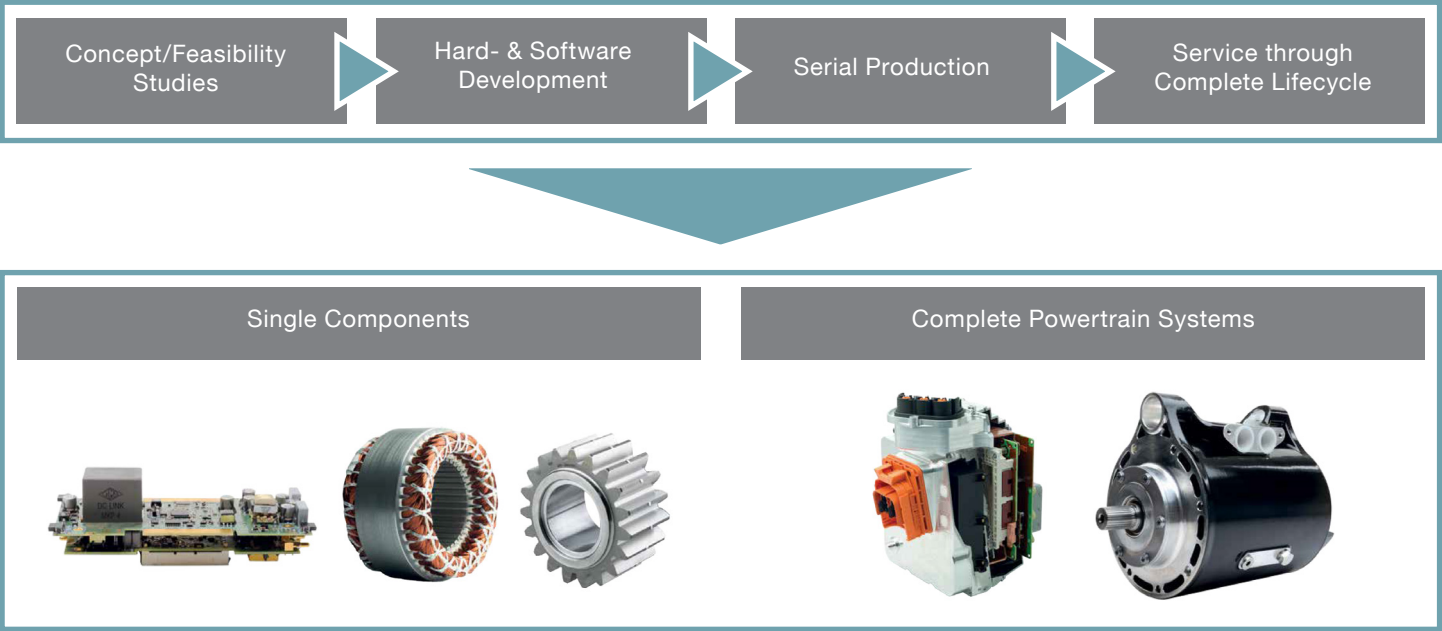 Concept/Feasibility
Studies
Hard- & Software
Development
Serial Production
Service through
Complete Lifecycle
Single Components
Complete Powertrain Systems
DC-LINK